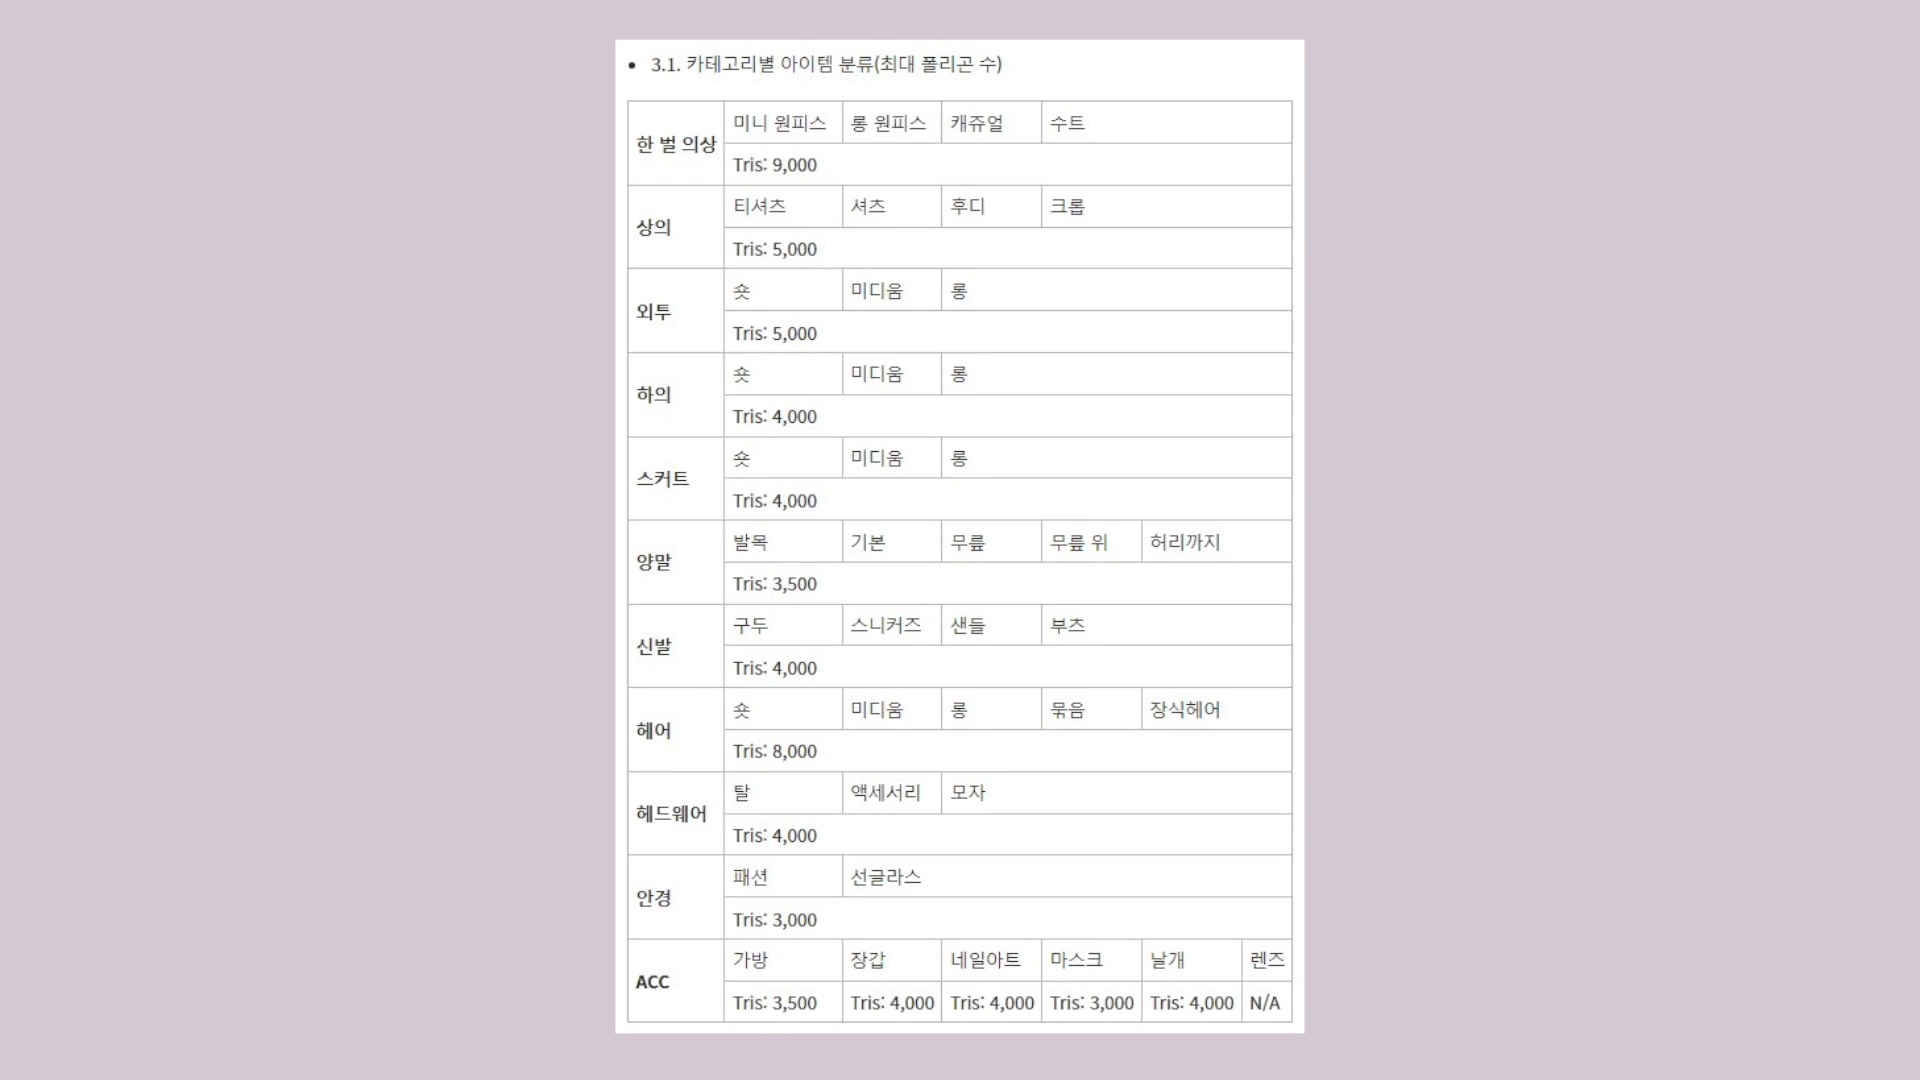 • 3.1. 카테고리별 아이템 분류(최대 폴리곤 수)
한 벌 의상
미니 원피스 롱 원피스 캐쥬얼 수트
Tris: 9,000
상의
티셔츠 셔츠 후디 크롭
Tris: 5,000
외투
숏 미디움 롱
Tris: 5,000
하의
숏 미디움 롱
Tris: 4,000
스커트
숏 미디움 롱
Tris: 4,000
양말
발목 기본 무릎 무릎 위 허리까지
Tris: 3,500
신발
구두 스니커즈 샌들 부츠
Tris: 4,000
헤어
숏 미디움 롱 묶음 장식헤어
Tris: 8,000
헤드웨어
탈 액세서리 모자
Tris: 4,000
안경
패션 선글라스
Tris: 3,000
ACC
가방 장갑 네일아트 마스크 날개 렌즈
Tris: 3,500 Tris: 4,000 Tris: 4,000 Tris: 3,000 Tris: 4,000 N/A